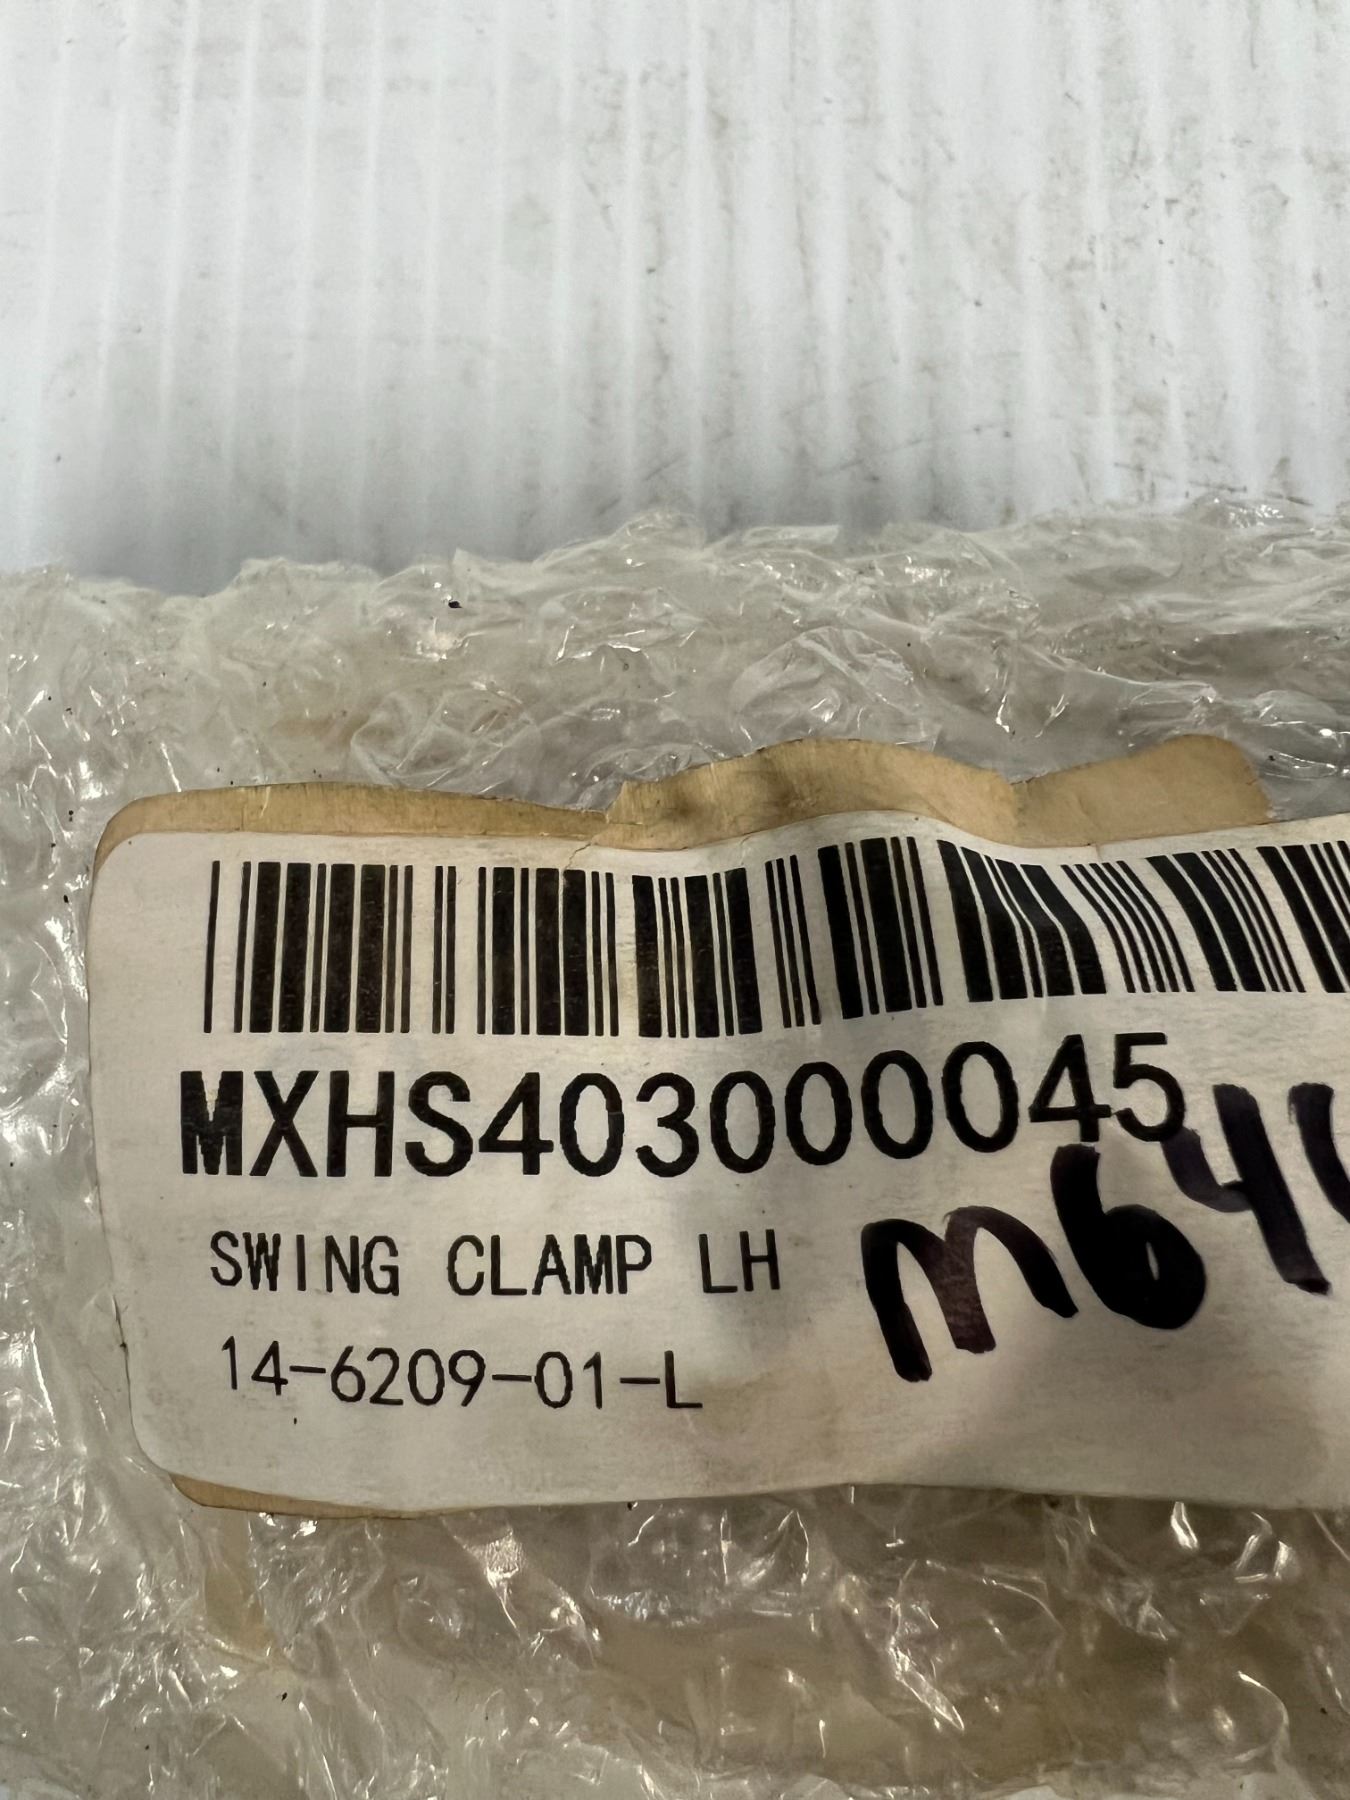 MXHS403000045
SWING CLAMP LH
14-6209-01-L